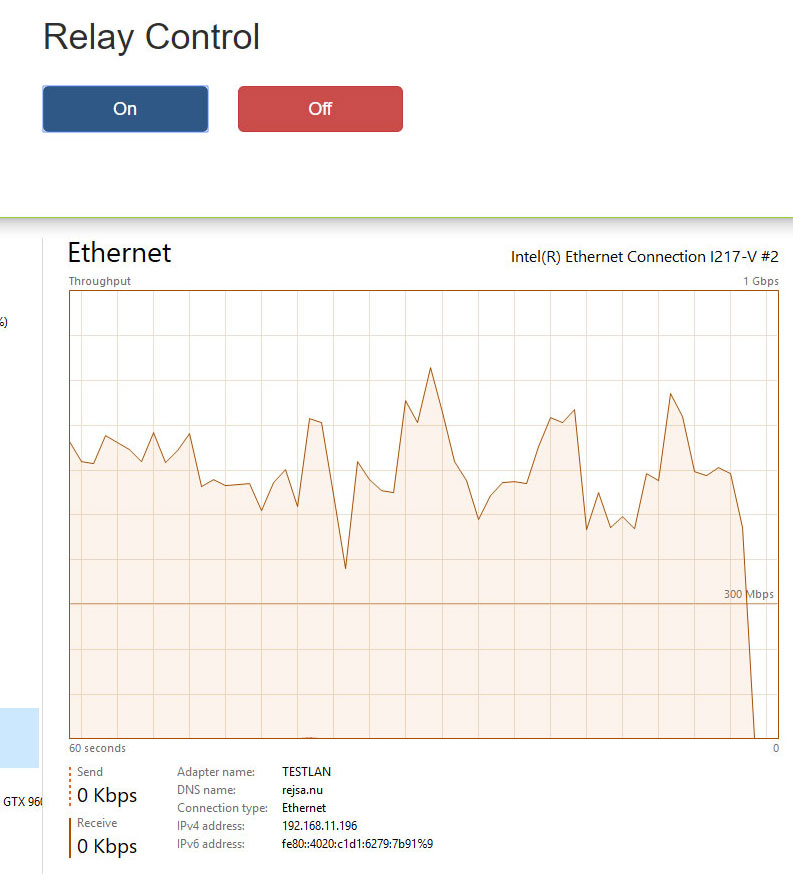 Relay Control
On Off
Ethernet Intel(R) Ethernet Connection I217-V #2
Throughput 1 Gbps
%)
300 Mbps
60 seconds 0
Send Adapter name: TESTLAN
0 Kbps DNS name: rejsa.nu
GTX 960 Connection type: Ethernet
Receive IPv4 address: 192.168.11.196
0 Kbps IPv6 address: fe80::4020:c1d1:6279:7b91%9